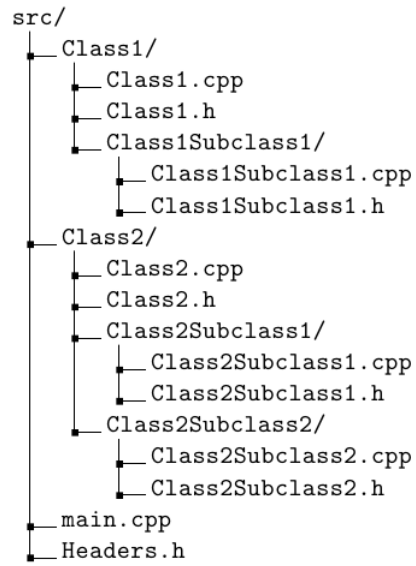 src/
Class1/
Class1.cpp
Class1.h
Class1Subclass1/
Class1Subclass1.cpp
Class1Subclass1.h
Class2/
Class2.cpp
Class2.h
Class2Subclass1/
Class2Subclass1.cpp
Class2Subclass1.h
Class2Subclass2/
Class2Subclass2.cpp
Class2Subclass2.h
main.cpp
Headers.h